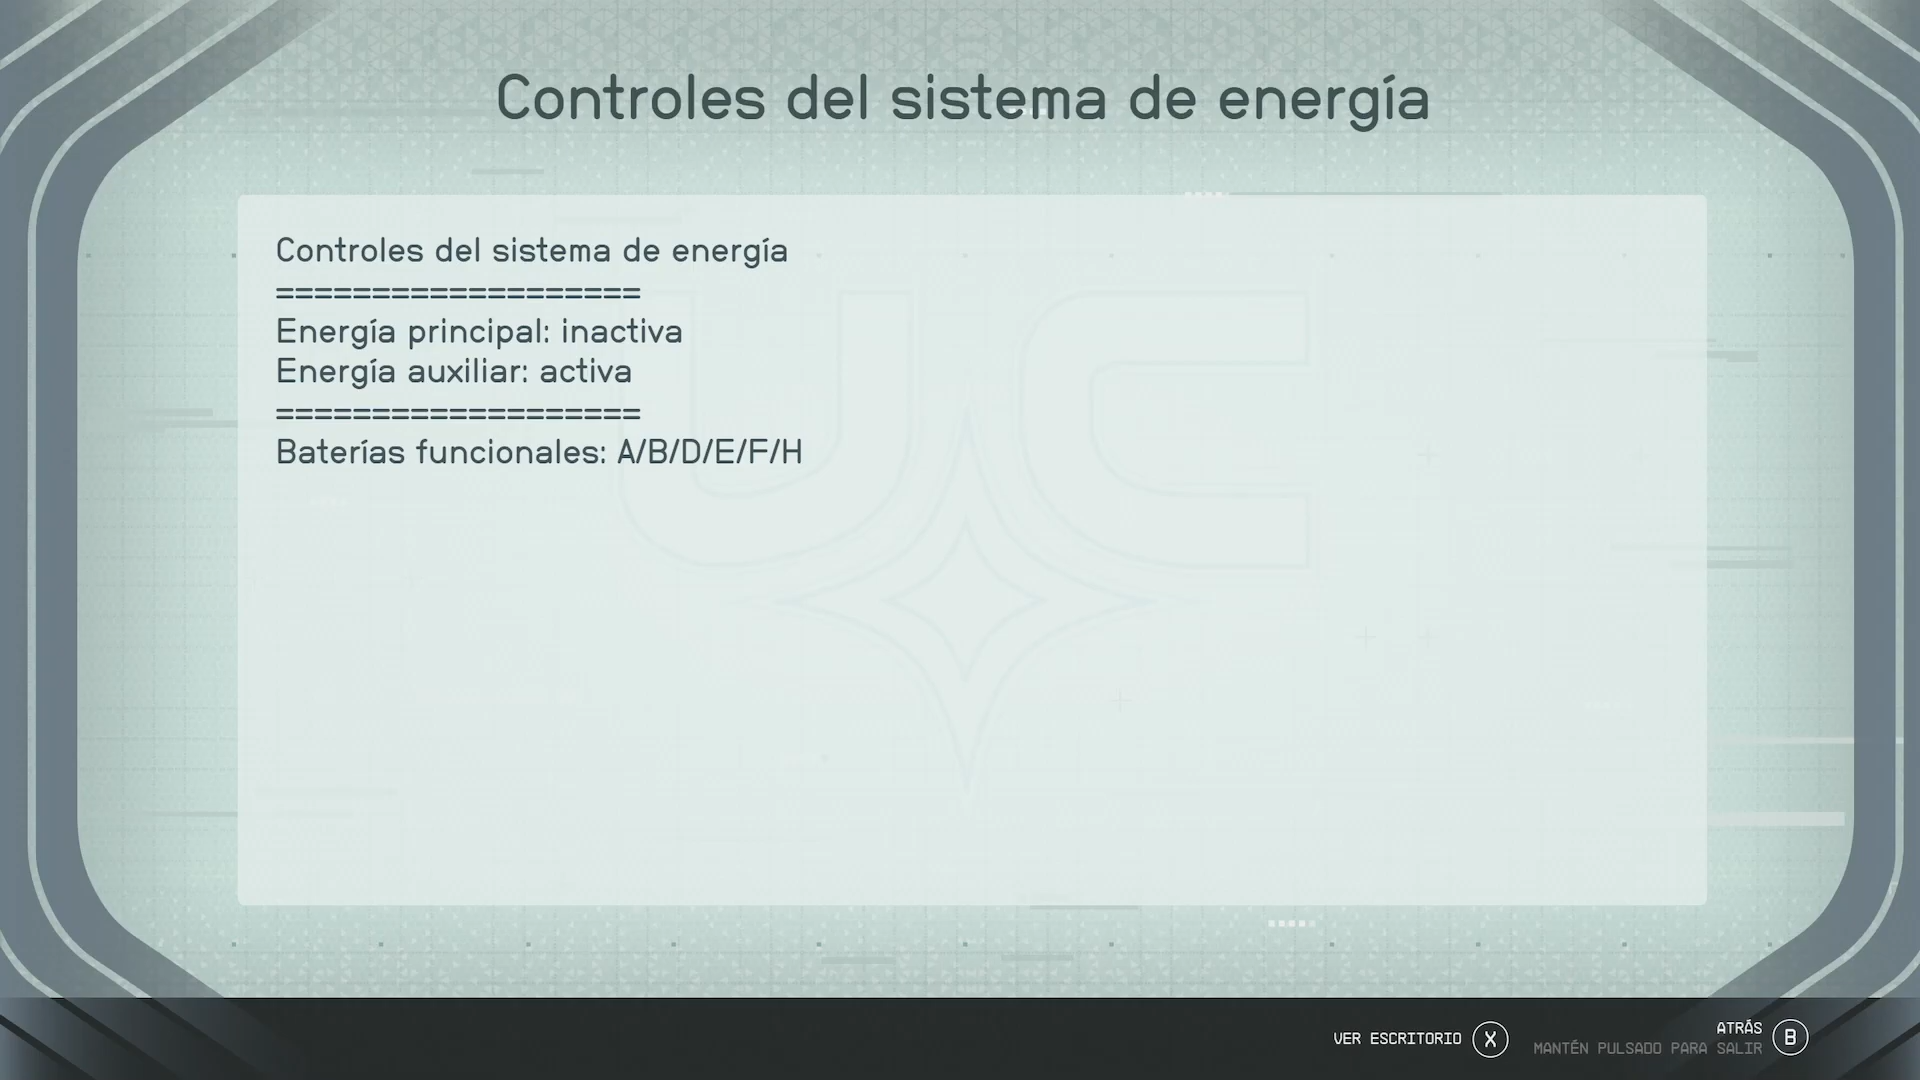 Controles del sistema de energía
Controles del sistema de energía
===================
Energía principal: inactiva
Energía auxiliar: activa
===================
Baterías funcionales: A/B/D/E/F/H
UC
VER ESCRITORIO X
ATRÁS B
MANTÉN PULSADO PARA SALIR